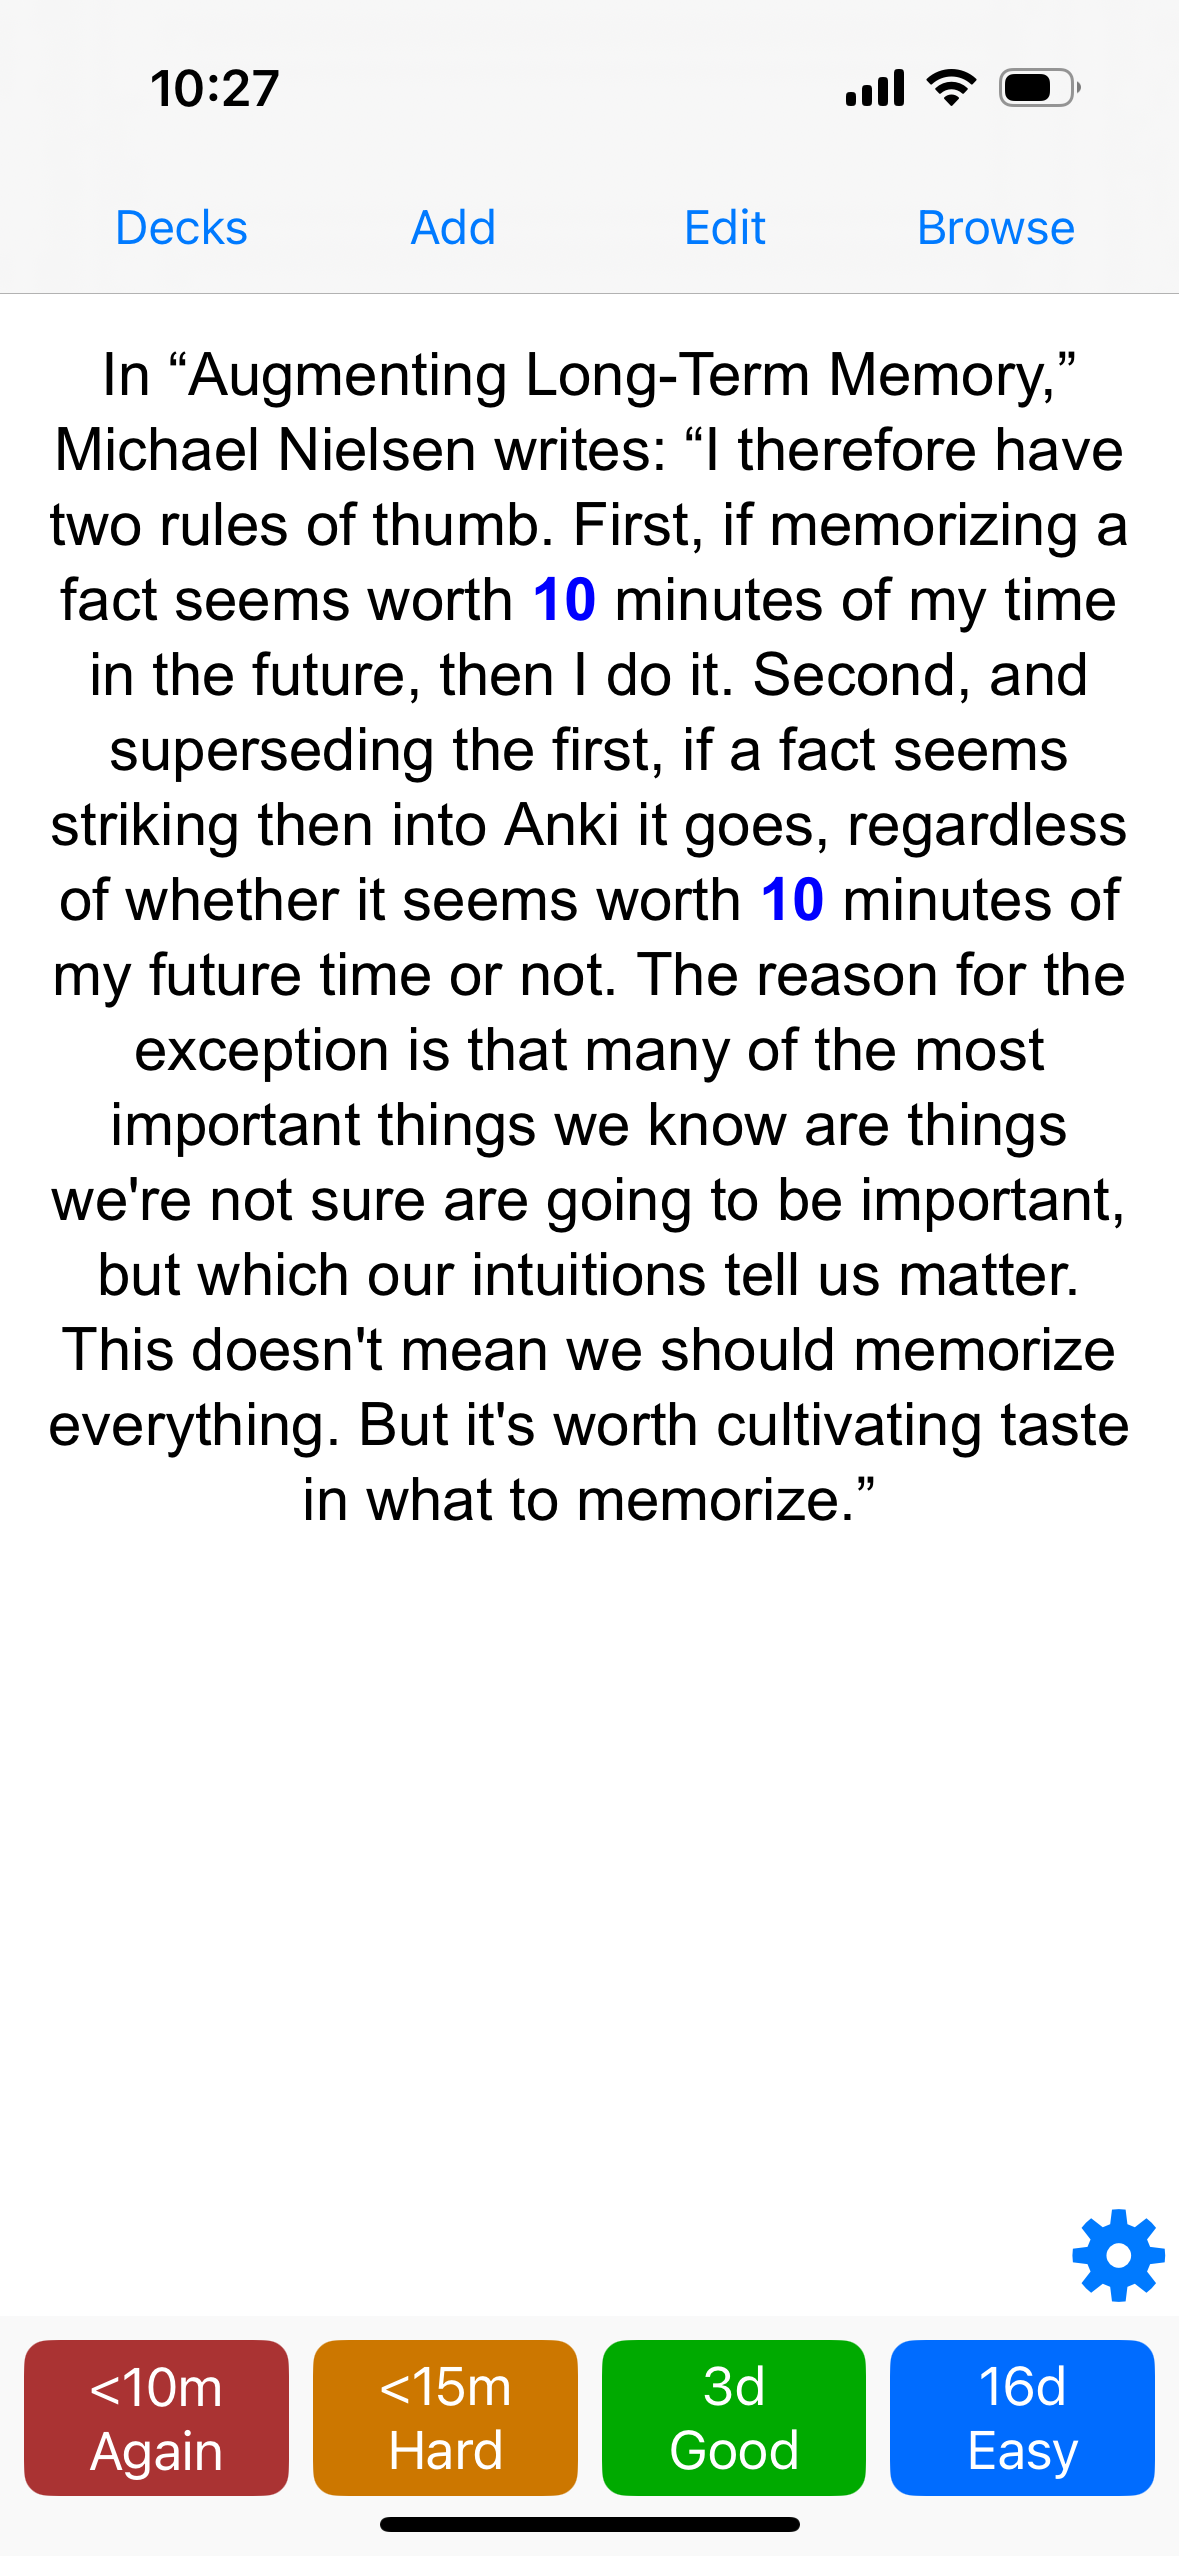 10:27
Decks Add Edit Browse
In “Augmenting Long-Term Memory,”
Michael Nielsen writes: “I therefore have
two rules of thumb. First, if memorizing a
fact seems worth 10 minutes of my time
in the future, then I do it. Second, and
superseding the first, if a fact seems
striking then into Anki it goes, regardless
of whether it seems worth 10 minutes of
my future time or not. The reason for the
exception is that many of the most
important things we know are things
we're not sure are going to be important,
but which our intuitions tell us matter.
This doesn't mean we should memorize
everything. But it's worth cultivating taste
in what to memorize.”
<10m <15m 3d 16d
Again Hard Good Easy